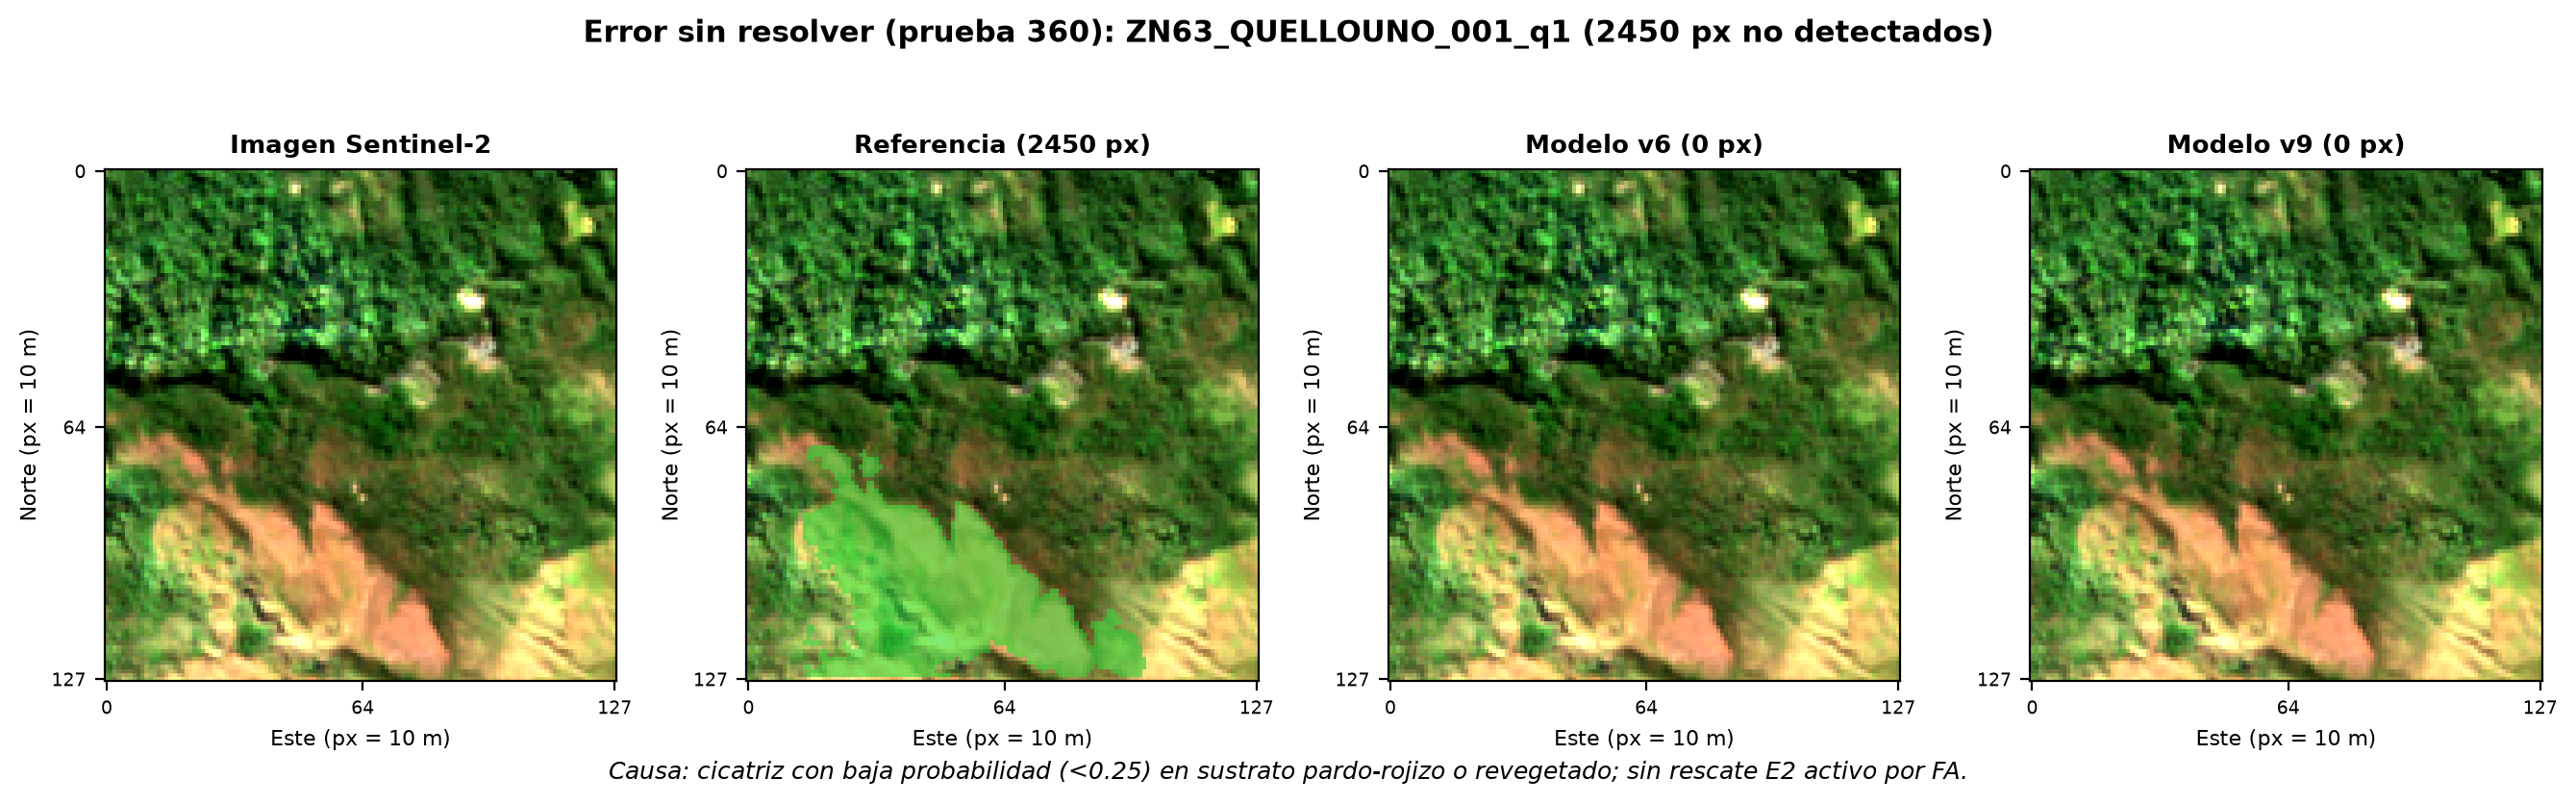 Error sin resolver (prueba 360): ZN63_QUELLOUNO_001_q1 (2450 px no detectados)
Imagen Sentinel-2
Norte (px = 10 m)
0
64
127
0
64
127
Este (px = 10 m)
Referencia (2450 px)
Norte (px = 10 m)
0
64
127
0
64
127
Este (px = 10 m)
Modelo v6 (0 px)
Norte (px = 10 m)
0
64
127
0
64
127
Este (px = 10 m)
Modelo v9 (0 px)
Norte (px = 10 m)
0
64
127
0
64
127
Este (px = 10 m)
Causa: cicatriz con baja probabilidad (<0.25) en sustrato pardo-rojizo o revegetado; sin rescate E2 activo por FA.